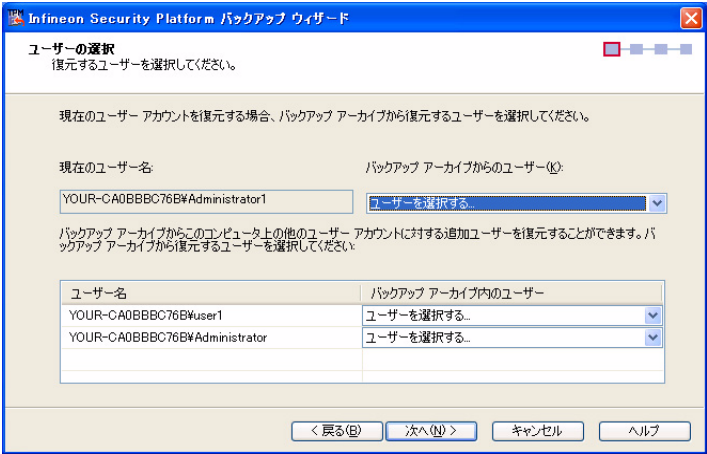 Infineon Security Platform バックアップ ウィザード
ユーザーの選択
復元するユーザーを選択してください。
現在のユーザー アカウントを復元する場合、バックアップ アーカイブから復元するユーザーを選択してください。
現在のユーザー名:
バックアップ アーカイブからのユーザー(K):
YOUR-CA0BBBC76B¥Administrator1
ユーザーを選択する...
バックアップ アーカイブからこのコンピュータ上の他のユーザー アカウントに対する追加ユーザーを復元することができます。バ
ックアップ アーカイブから復元するユーザーを選択してください:
ユーザー名
バックアップ アーカイブ内のユーザー
YOUR-CA0BBBC76B¥user1
ユーザーを選択する...
YOUR-CA0BBBC76B¥Administrator
ユーザーを選択する...
< 戻る(B)
次へ(N) >
キャンセル
ヘルプ